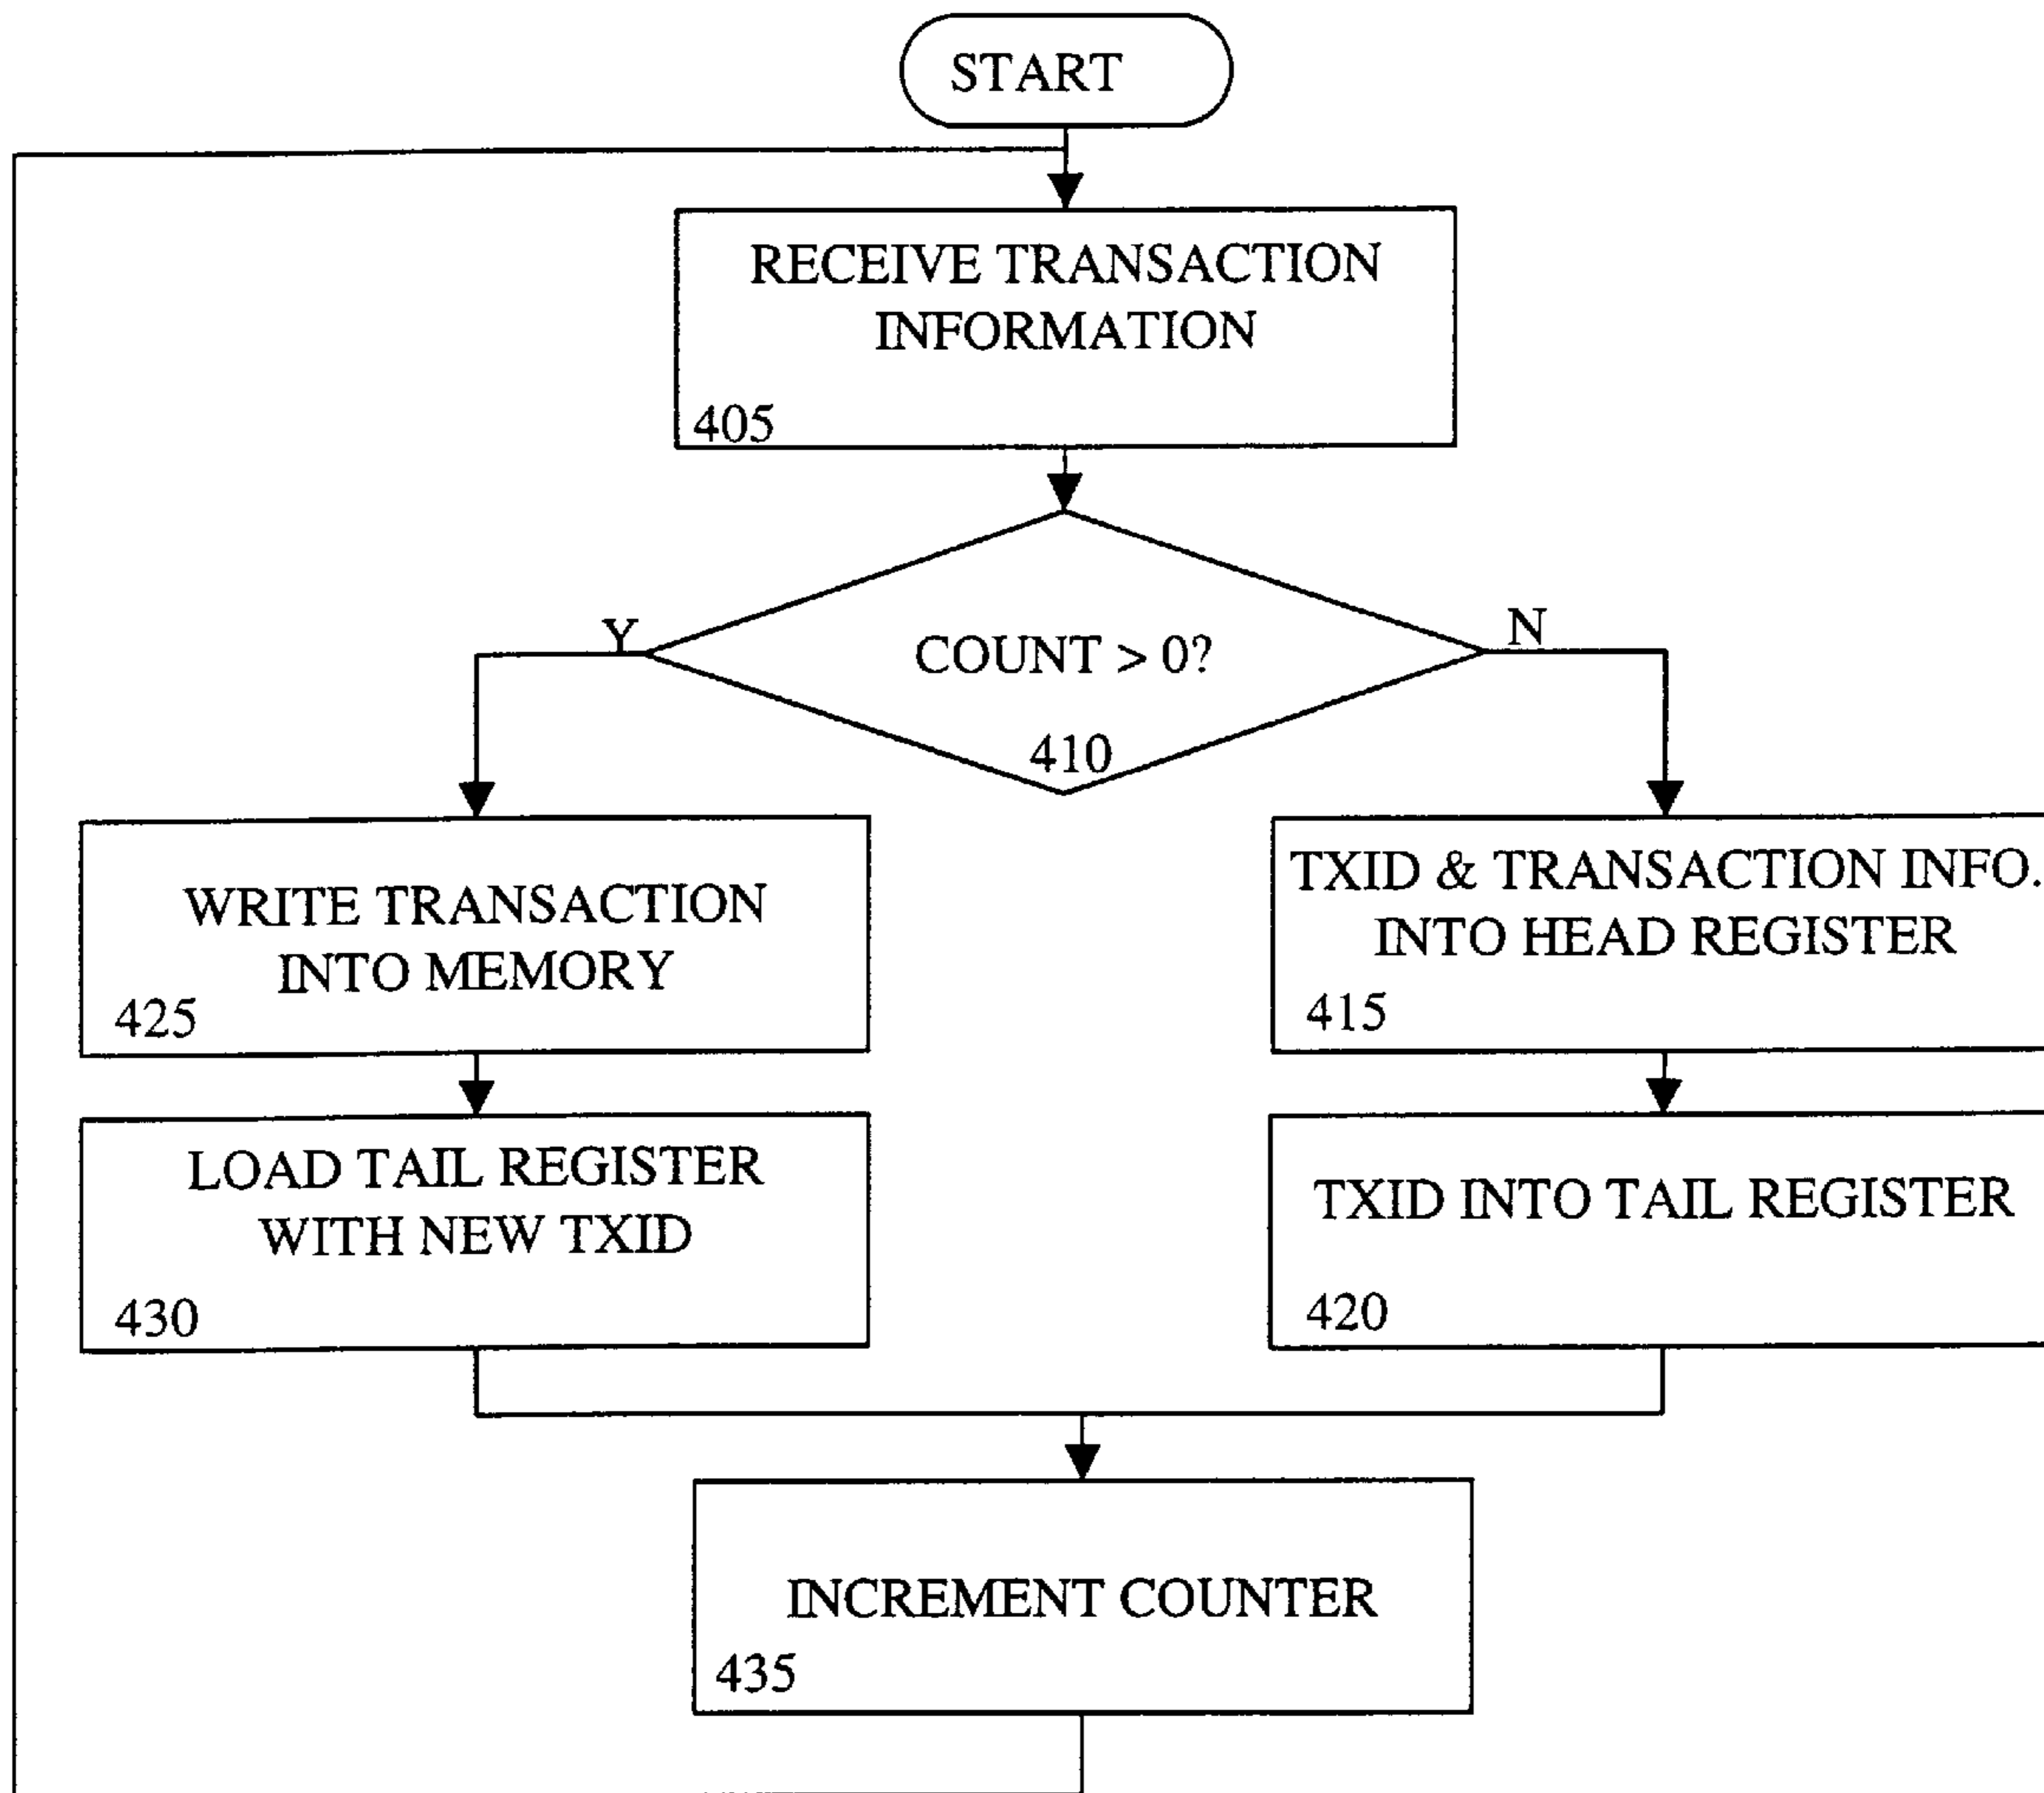 START
RECEIVE TRANSACTION
INFORMATION
405
Y
COUNT > 0?
N
410
WRITE TRANSACTION
INTO MEMORY
425
TXID & TRANSACTION INFO.
INTO HEAD REGISTER
415
LOAD TAIL REGISTER
WITH NEW TXID
430
TXID INTO TAIL REGISTER
420
INCREMENT COUNTER
435